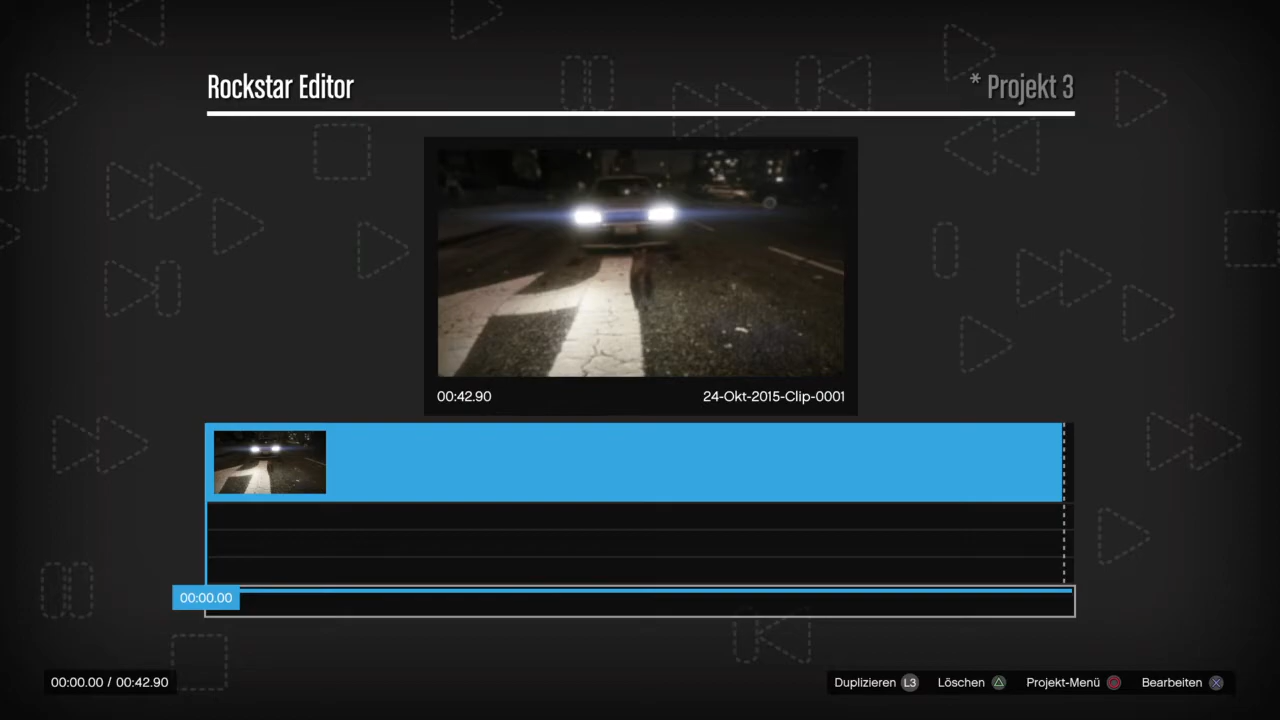 Rockstar Editor
* Projekt 3
00:42.90
24-Okt-2015-Clip-0001
00:00.00
00:00.00 / 00:42.90
Duplizieren L3 Löschen Projekt-Menü Bearbeiten